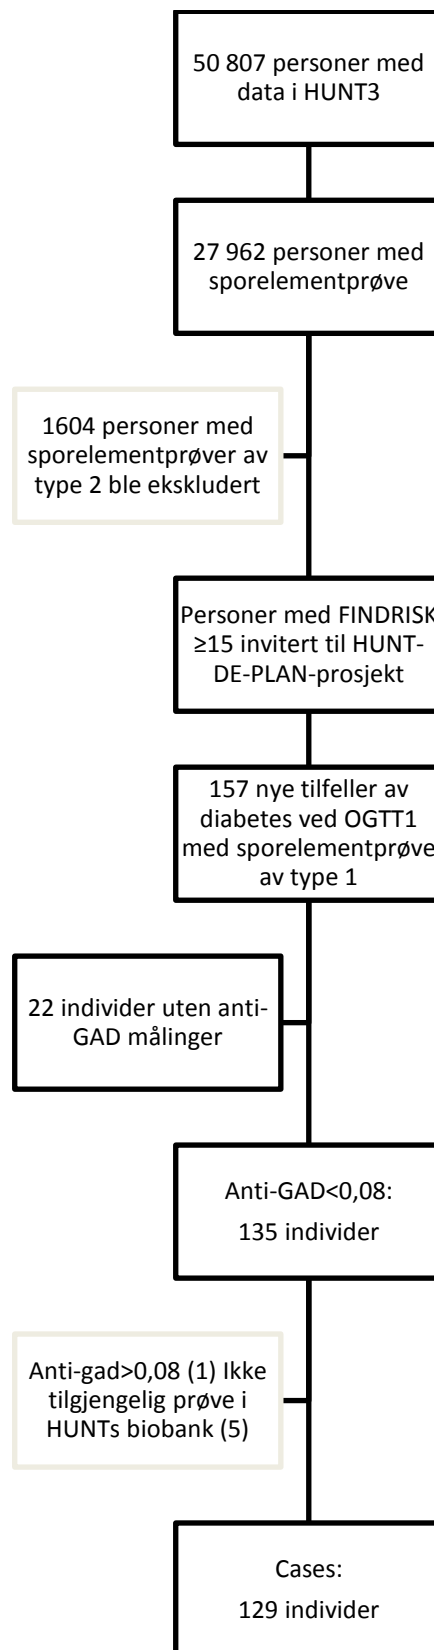 50 807 personer med
data i HUNT3
27 962 personer med
sporelementprøve
1604 personer med
sporelementprøver av
type 2 ble ekskludert
Personer med FINDRISK
≥15 invitert til HUNT-
DE-PLAN-prosjekt
157 nye tilfeller av
diabetes ved OGTT1
med sporelementprøve
av type 1
22 individer uten anti-
GAD målinger
Anti-GAD<0,08:
135 individer
Anti-gad>0,08 (1) Ikke
tilgjengelig prøve i
HUNTs biobank (5)
Cases:
129 individer